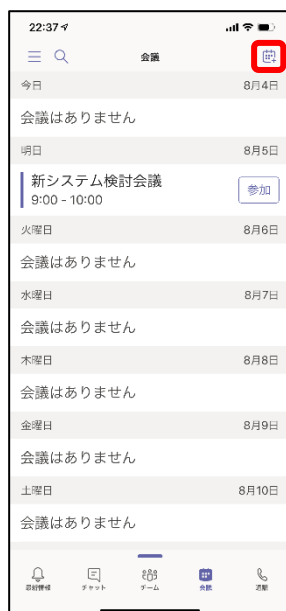 22:37
会議
今日 8月4日
会議はありません
明日 8月5日
新システム検討会議
9:00 - 10:00
参加
火曜日 8月6日
会議はありません
水曜日 8月7日
会議はありません
木曜日 8月8日
会議はありません
金曜日 8月9日
会議はありません
土曜日 8月10日
会議はありません
最新情報 チャット チーム 会議 通話